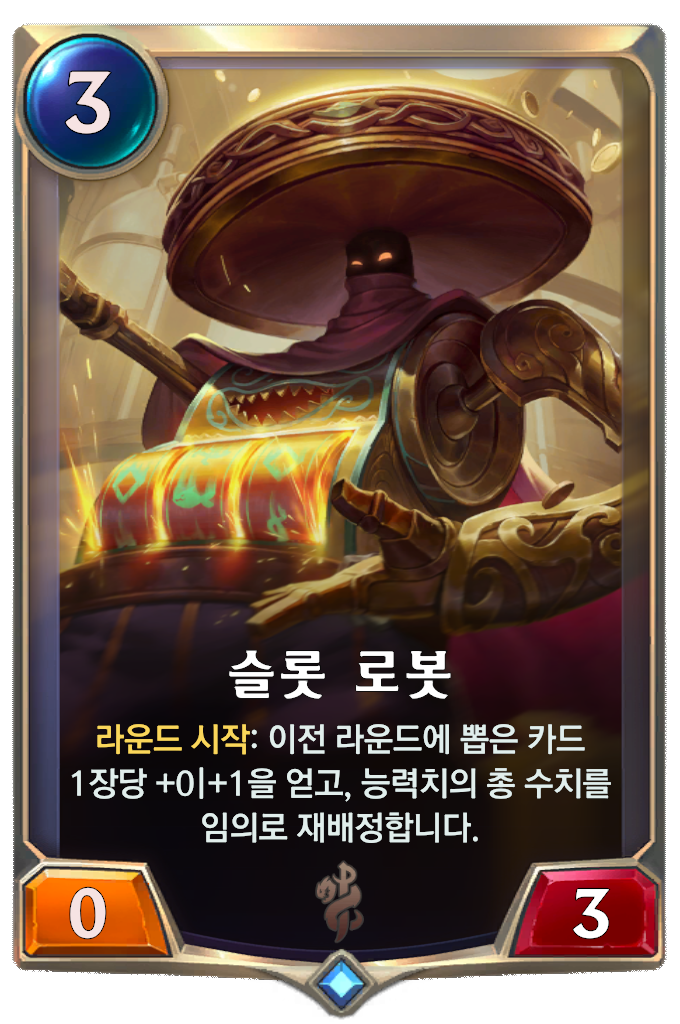 3
슬롯 로봇
라운드 시작: 이전 라운드에 뽑은 카드
1장당 +0|+1을 얻고, 능력치의 총 수치를
임의로 재배정합니다.
0
3